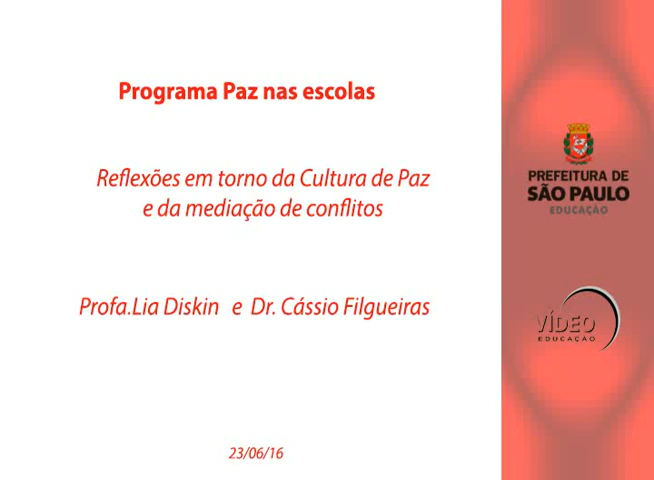 Programa Paz nas escolas
Reflexões em torno da Cultura de Paz
e da mediação de conflitos
Profa.Lia Diskin e Dr. Cássio Filgueiras
23/06/16
PREFEITURA DE
SÃO PAULO
EDUCAÇÃO
VÍDEO
EDUCAÇÃO